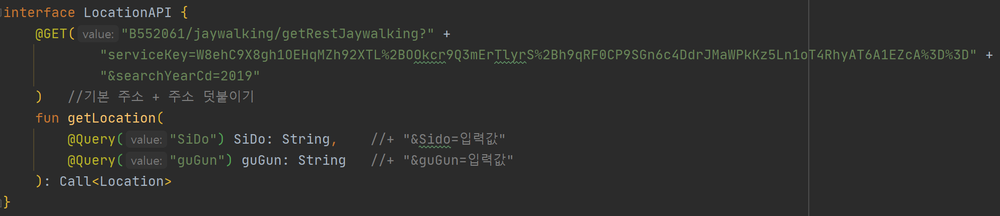 interface LocationAPI {
@GET( value: "B552061/jaywalking/getRestJaywalking?" +
"serviceKey=W8ehC9X8gh1OEHqMZh92XTL%2BOOkcr9Q3mErTlyrS%2Bh9qRF0CP9SGn6c4DdrJMaWPkKz5Ln1oT4RhyAT6A1EZcA%3D%3D" +
"&searchYearCd=2019"
) //기본 주소 + 주소 덧붙이기
fun getLocation(
@Query( value: "SiDo") SiDo: String, //+ "&Sido=입력값"
@Query( value: "guGun") guGun: String //+ "&guGun=입력값"
): Call<Location>
}